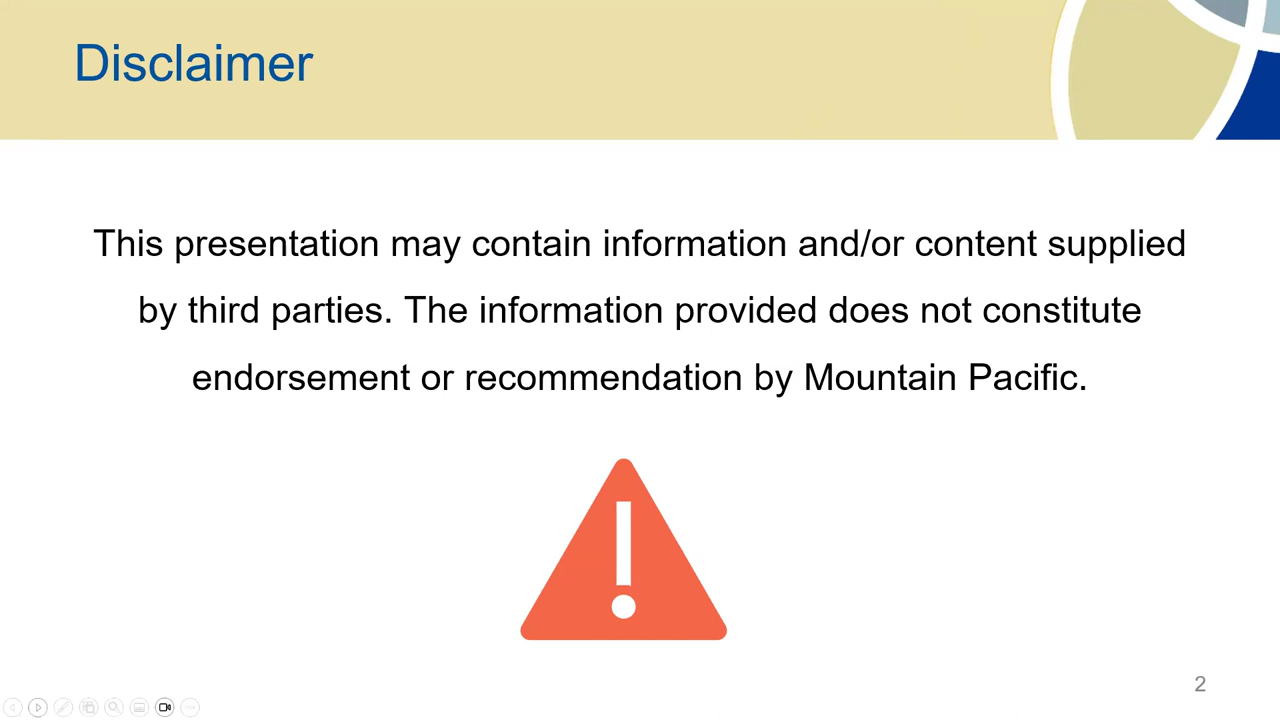 Disclaimer
This presentation may contain information and/or content supplied
by third parties. The information provided does not constitute
endorsement or recommendation by Mountain Pacific.
2